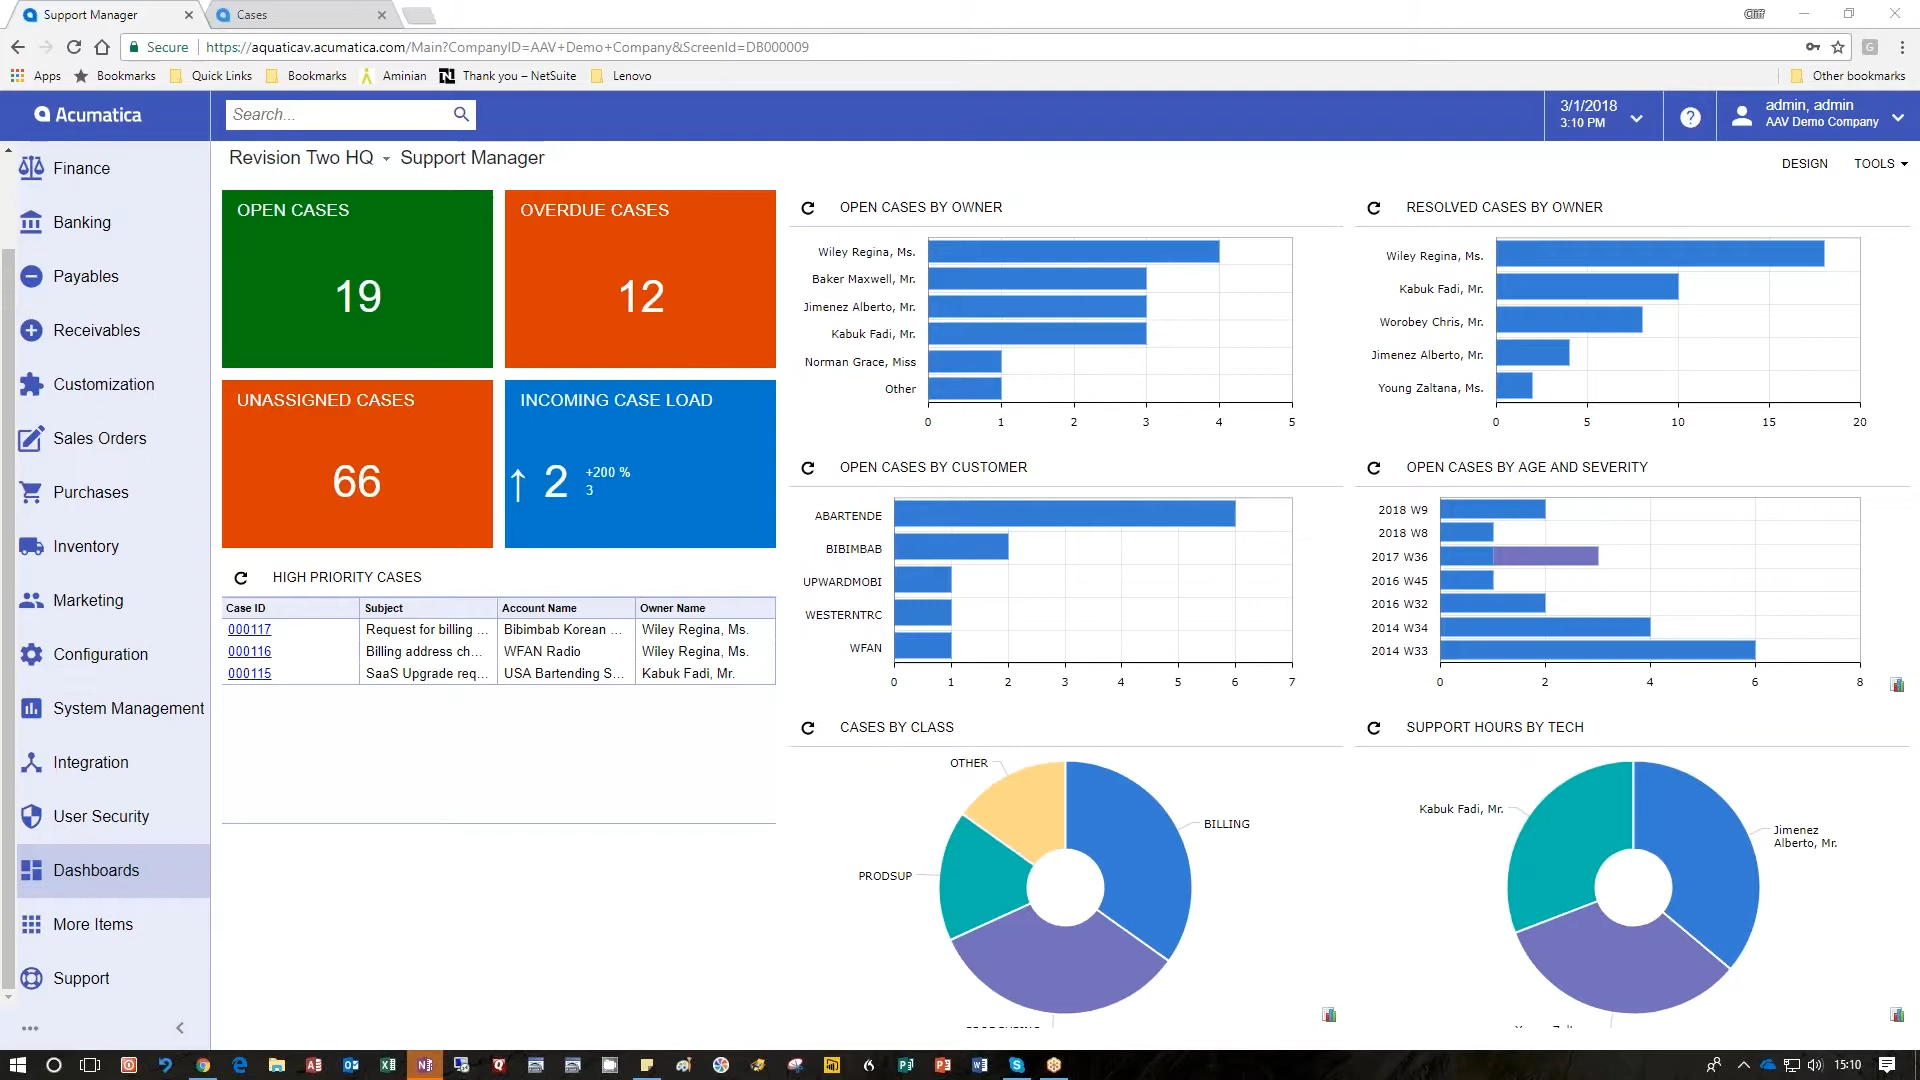 Support Manager
Cases
Cliff
Secure
https://aquaticav.acumatica.com/Main?CompanyID=AAV+Demo+Company&ScreenId=DB000009
Apps
Bookmarks
Quick Links
Bookmarks
Aminian
Thank you – NetSuite
Lenovo
Other bookmarks
Acumatica
Search...
3/1/2018
3:10 PM
admin, admin
AAV Demo Company
Finance
Banking
Payables
Receivables
Customization
Sales Orders
Purchases
Inventory
Marketing
Configuration
System Management
Integration
User Security
Dashboards
More Items
Support
Revision Two HQ
Support Manager
DESIGN
TOOLS
OPEN CASES
19
OVERDUE CASES
12
UNASSIGNED CASES
66
INCOMING CASE LOAD
2
+200 %
3
HIGH PRIORITY CASES
Case ID Subject Account Name Owner Name
000117 Request for billing ... Bibimbab Korean ... Wiley Regina, Ms.
000116 Billing address ch... WFAN Radio Wiley Regina, Ms.
000115 SaaS Upgrade req... USA Bartending S... Kabuk Fadi, Mr.
OPEN CASES BY OWNER
Wiley Regina, Ms.
Baker Maxwell, Mr.
Jimenez Alberto, Mr.
Kabuk Fadi, Mr.
Norman Grace, Miss
Other
0 1 2 3 4 5
RESOLVED CASES BY OWNER
Wiley Regina, Ms.
Kabuk Fadi, Mr.
Worobey Chris, Mr.
Jimenez Alberto, Mr.
Young Zaltana, Ms.
0 5 10 15 20
OPEN CASES BY CUSTOMER
ABARTENDE
BIBIMBAB
UPWARDMOBI
WESTERNTRC
WFAN
0 1 2 3 4 5 6 7
OPEN CASES BY AGE AND SEVERITY
2018 W9
2018 W8
2017 W36
2016 W45
2016 W32
2014 W34
2014 W33
0 2 4 6 8
CASES BY CLASS
OTHER
BILLING
PRODSUP
SUPPORT HOURS BY TECH
Kabuk Fadi, Mr.
Jimenez
Alberto, Mr.
15:10